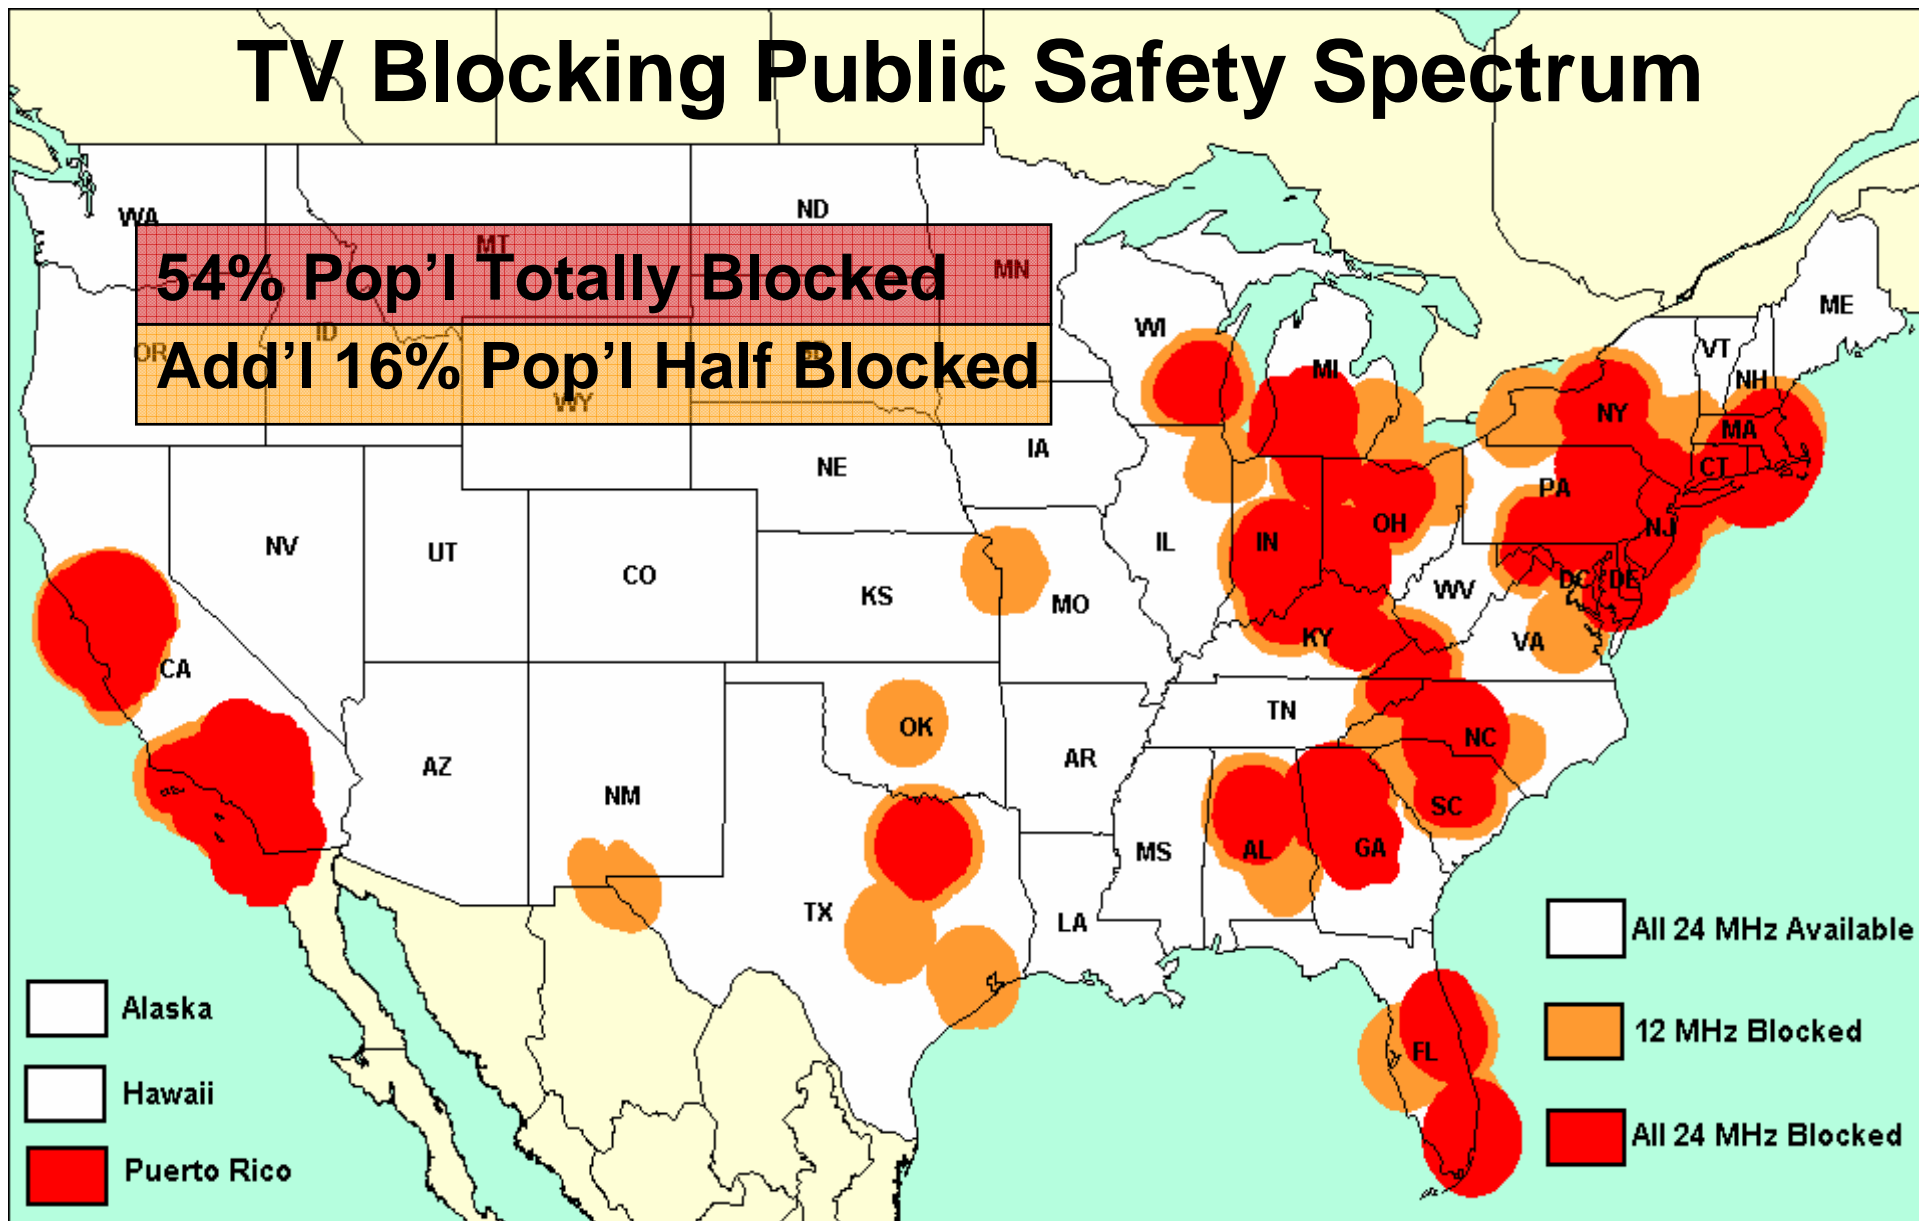 TV Blocking Public Safety Spectrum
WA
ND
MT
MN
54% Pop'l Totally Blocked
ID
OR
SD
Add'l 16% Pop'l Half Blocked
WY
WI
MI
ME
VT
NH
NY
MA
CT
IA
NE
PA
NV
UT
CO
KS
MO
IL
IN
OH
NJ
WV
DC
DE
VA
KY
CA
AZ
NM
OK
AR
TN
NC
SC
TX
LA
MS
AL
GA
FL
Alaska
Hawaii
Puerto Rico
All 24 MHz Available
12 MHz Blocked
All 24 MHz Blocked